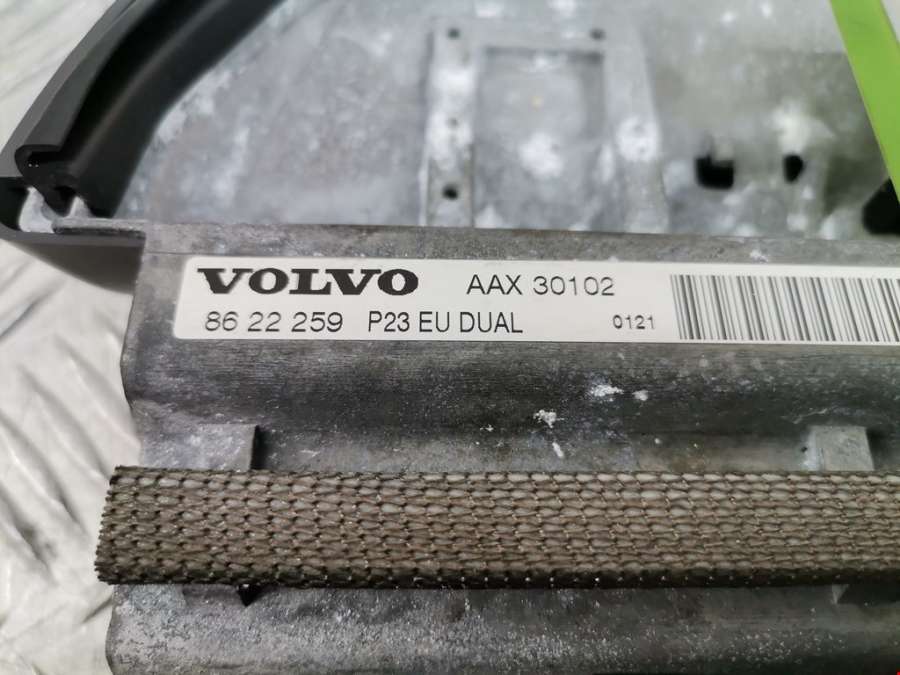 VOLVO AAX 30102
86 22 259 P23 EU DUAL 0121